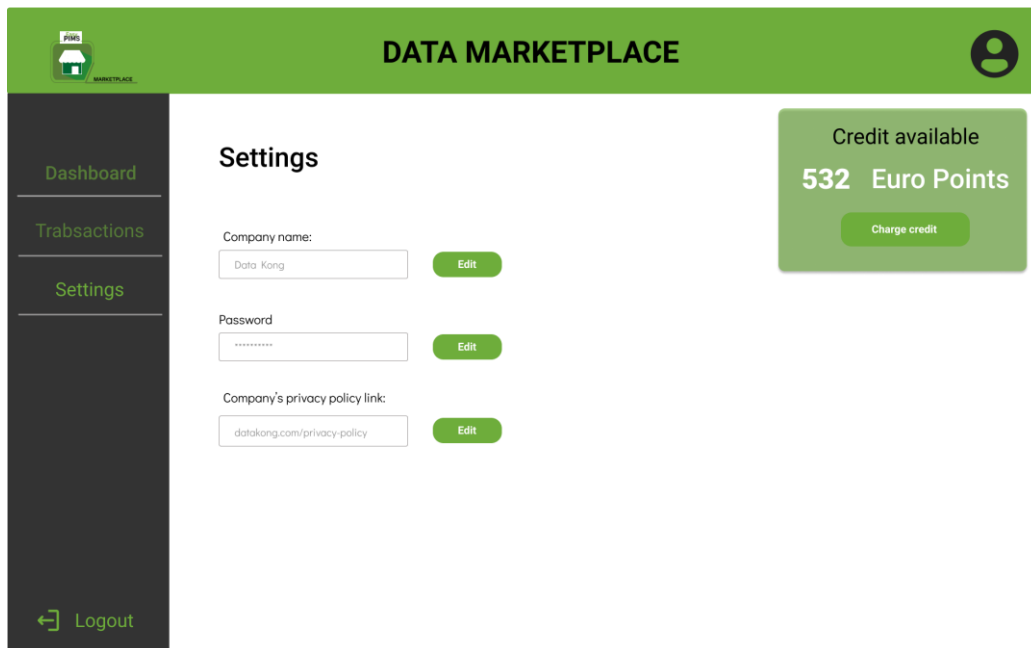 PIMS
MARKETPLACE
DATA MARKETPLACE
Dashboard
Trabsactions
Settings
Logout
Settings
Company name:
Data Kong
Edit
Password
**********
Edit
Company's privacy policy link:
datakong.com/privacy-policy
Edit
Credit available
532 Euro Points
Charge credit